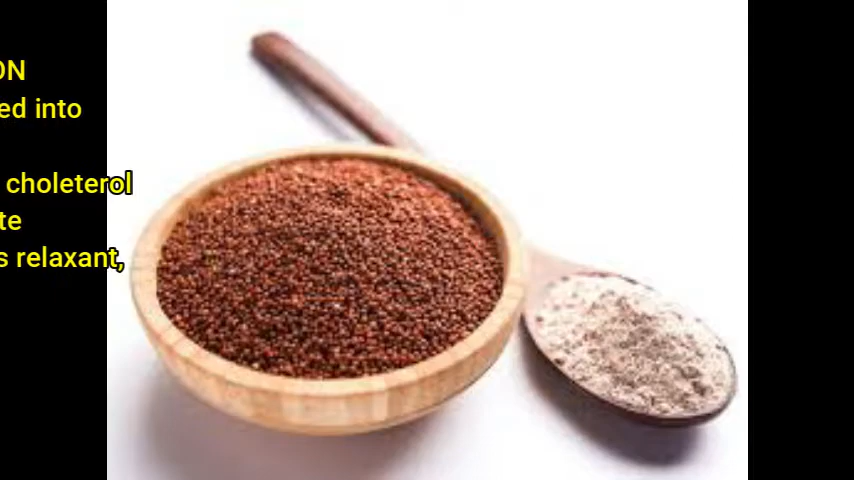 ON
ed into
choleterol
te
s relaxant,